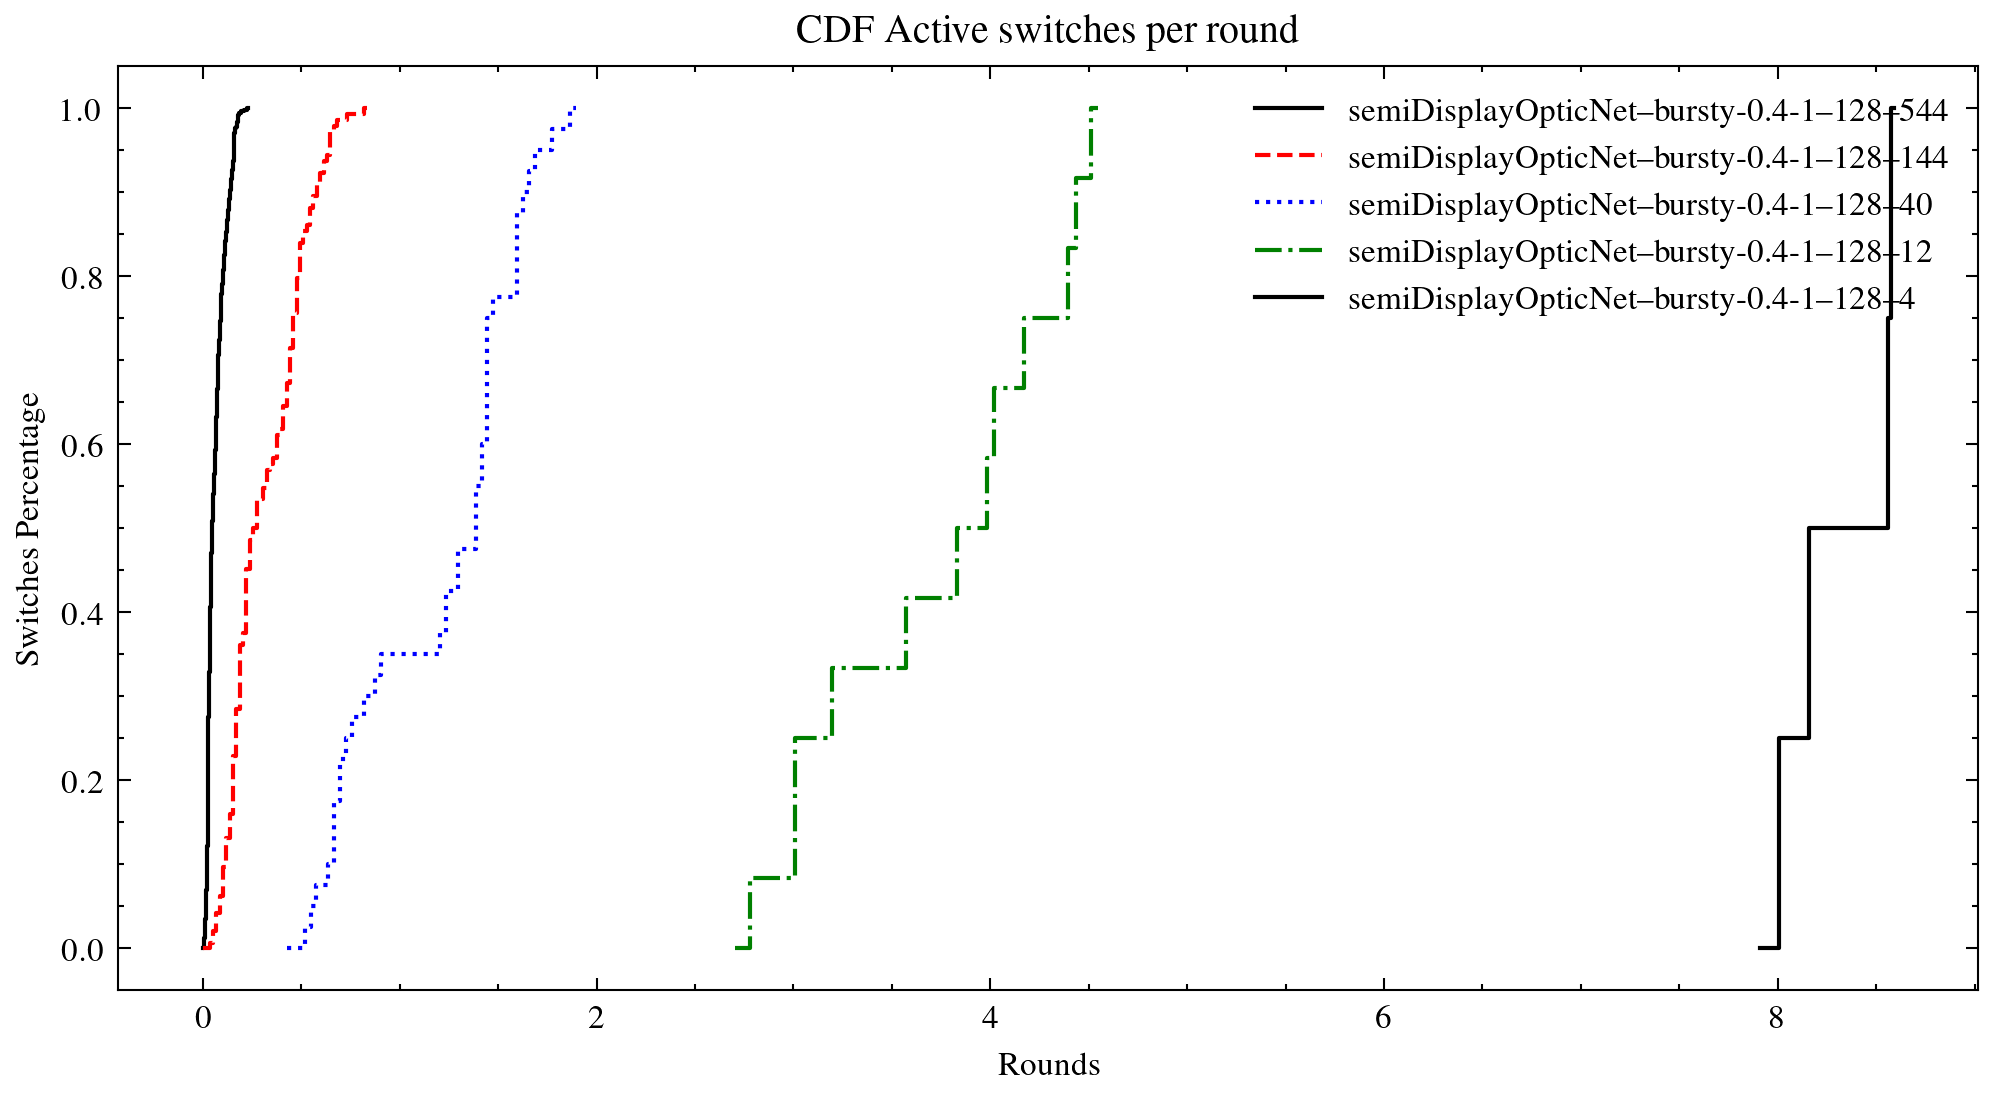 CDF Active switches per round
semiDisplayOpticNet–bursty-0.4-1–128–544
semiDisplayOpticNet–bursty-0.4-1–128–144
semiDisplayOpticNet–bursty-0.4-1–128–40
semiDisplayOpticNet–bursty-0.4-1–128–12
semiDisplayOpticNet–bursty-0.4-1–128–4
Switches Percentage
1.0
0.8
0.6
0.4
0.2
0.0
0 2 4 6 8
Rounds